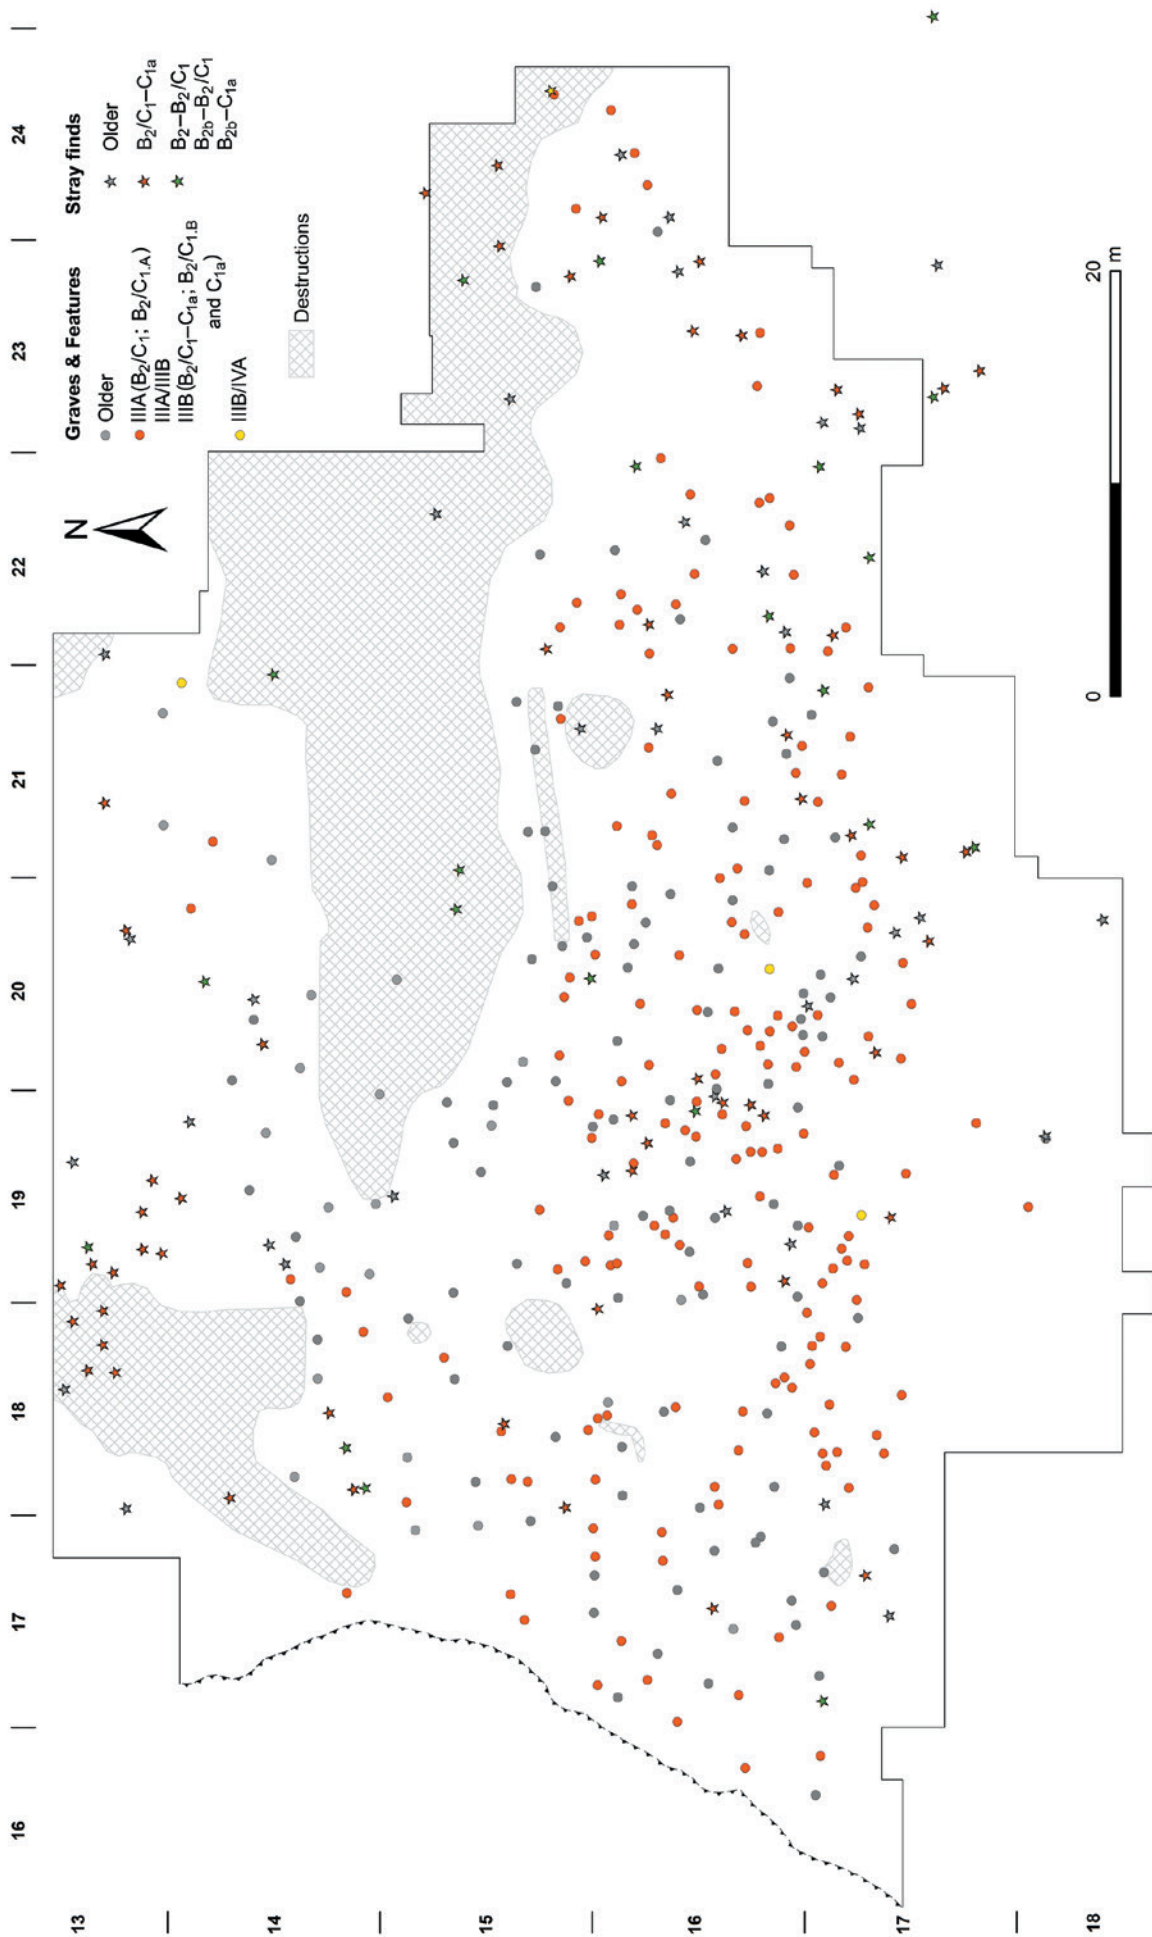 16 17 18 19 20 21 22 23 24
13
14
15
16
17
18
N
Graves & Features
Older
IIIA(B₂/C₁; B₂/C₁.ᴀ)
IIIA/IIIB
IIIB(B₂/C₁–C₁ₐ; B₂/C₁.ʙ
and C₁ₐ)
IIIB/IVA
Destructions
Stray finds
Older
B₂/C₁–C₁ₐ
B₂–B₂/C₁
B₂b–B₂/C₁
B₂b–C₁ₐ
0 20 m